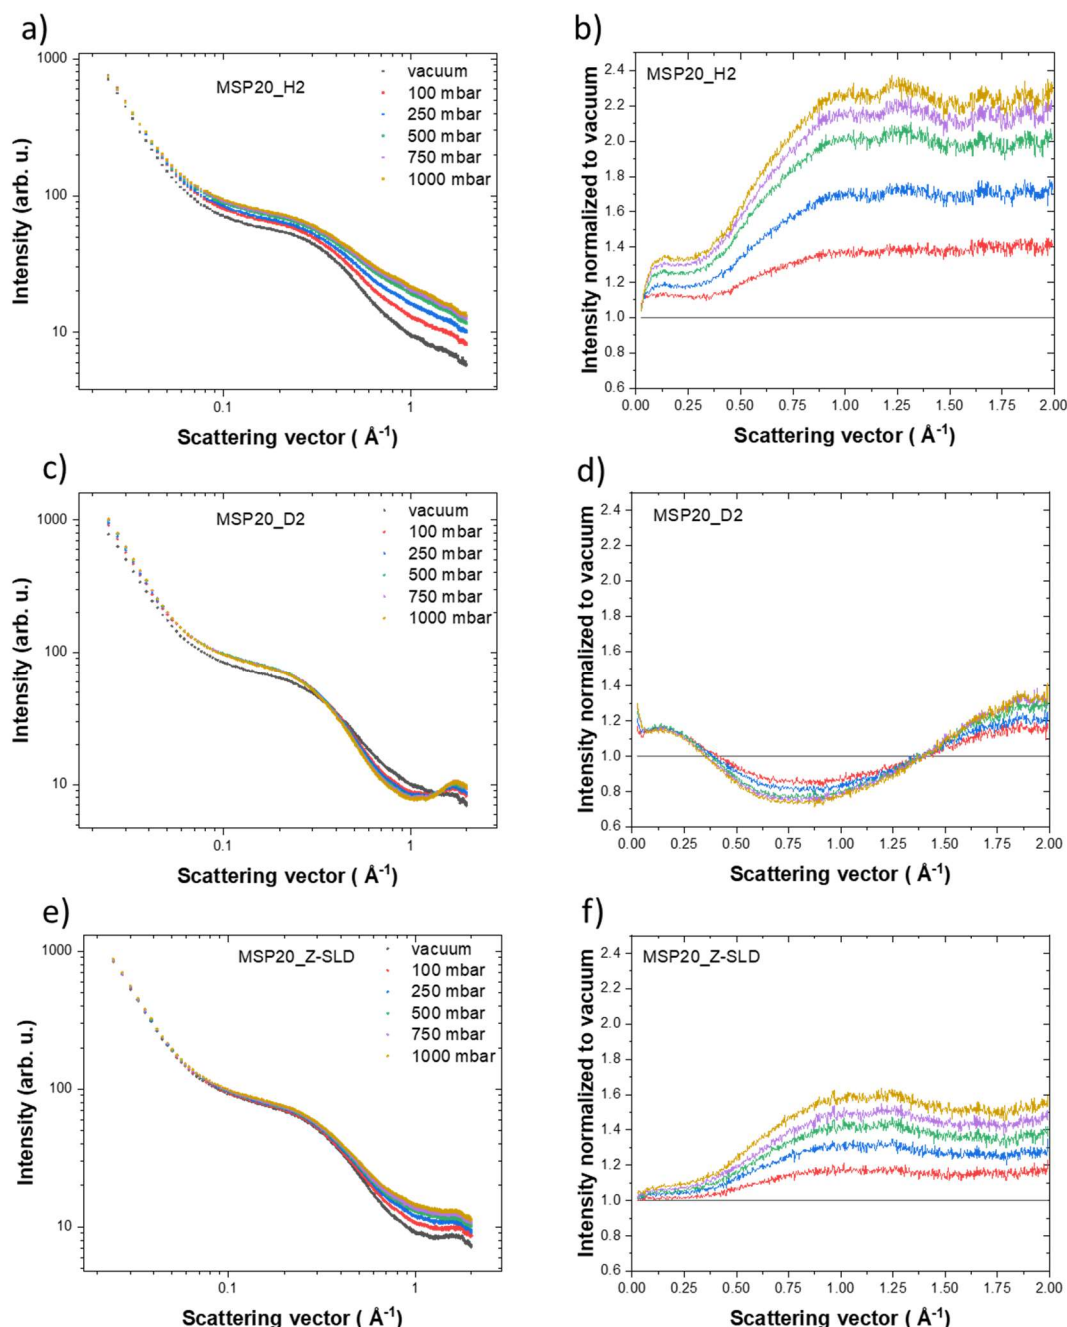 a)
MSP20_H2
vacuum
100 mbar
250 mbar
500 mbar
750 mbar
1000 mbar
1000
100
10
0.1
1
Intensity (arb. u.)
Scattering vector ( Å⁻¹)
b)
MSP20_H2
2.4
2.2
2.0
1.8
1.6
1.4
1.2
1.0
0.8
0.6
0.00 0.25 0.50 0.75 1.00 1.25 1.50 1.75 2.00
Intensity normalized to vacuum
Scattering vector ( Å⁻¹)
c)
MSP20_D2
vacuum
100 mbar
250 mbar
500 mbar
750 mbar
1000 mbar
1000
100
10
0.1
1
Intensity (arb. u.)
Scattering vector ( Å⁻¹)
d)
MSP20_D2
2.4
2.2
2.0
1.8
1.6
1.4
1.2
1.0
0.8
0.6
0.00 0.25 0.50 0.75 1.00 1.25 1.50 1.75 2.00
Intensity normalized to vacuum
Scattering vector ( Å⁻¹)
e)
MSP20_Z-SLD
vacuum
100 mbar
250 mbar
500 mbar
750 mbar
1000 mbar
1000
100
10
0.1
1
Intensity (arb. u.)
Scattering vector ( Å⁻¹)
f)
MSP20_Z-SLD
2.4
2.2
2.0
1.8
1.6
1.4
1.2
1.0
0.8
0.6
0.00 0.25 0.50 0.75 1.00 1.25 1.50 1.75 2.00
Intensity normalized to vacuum
Scattering vector ( Å⁻¹)